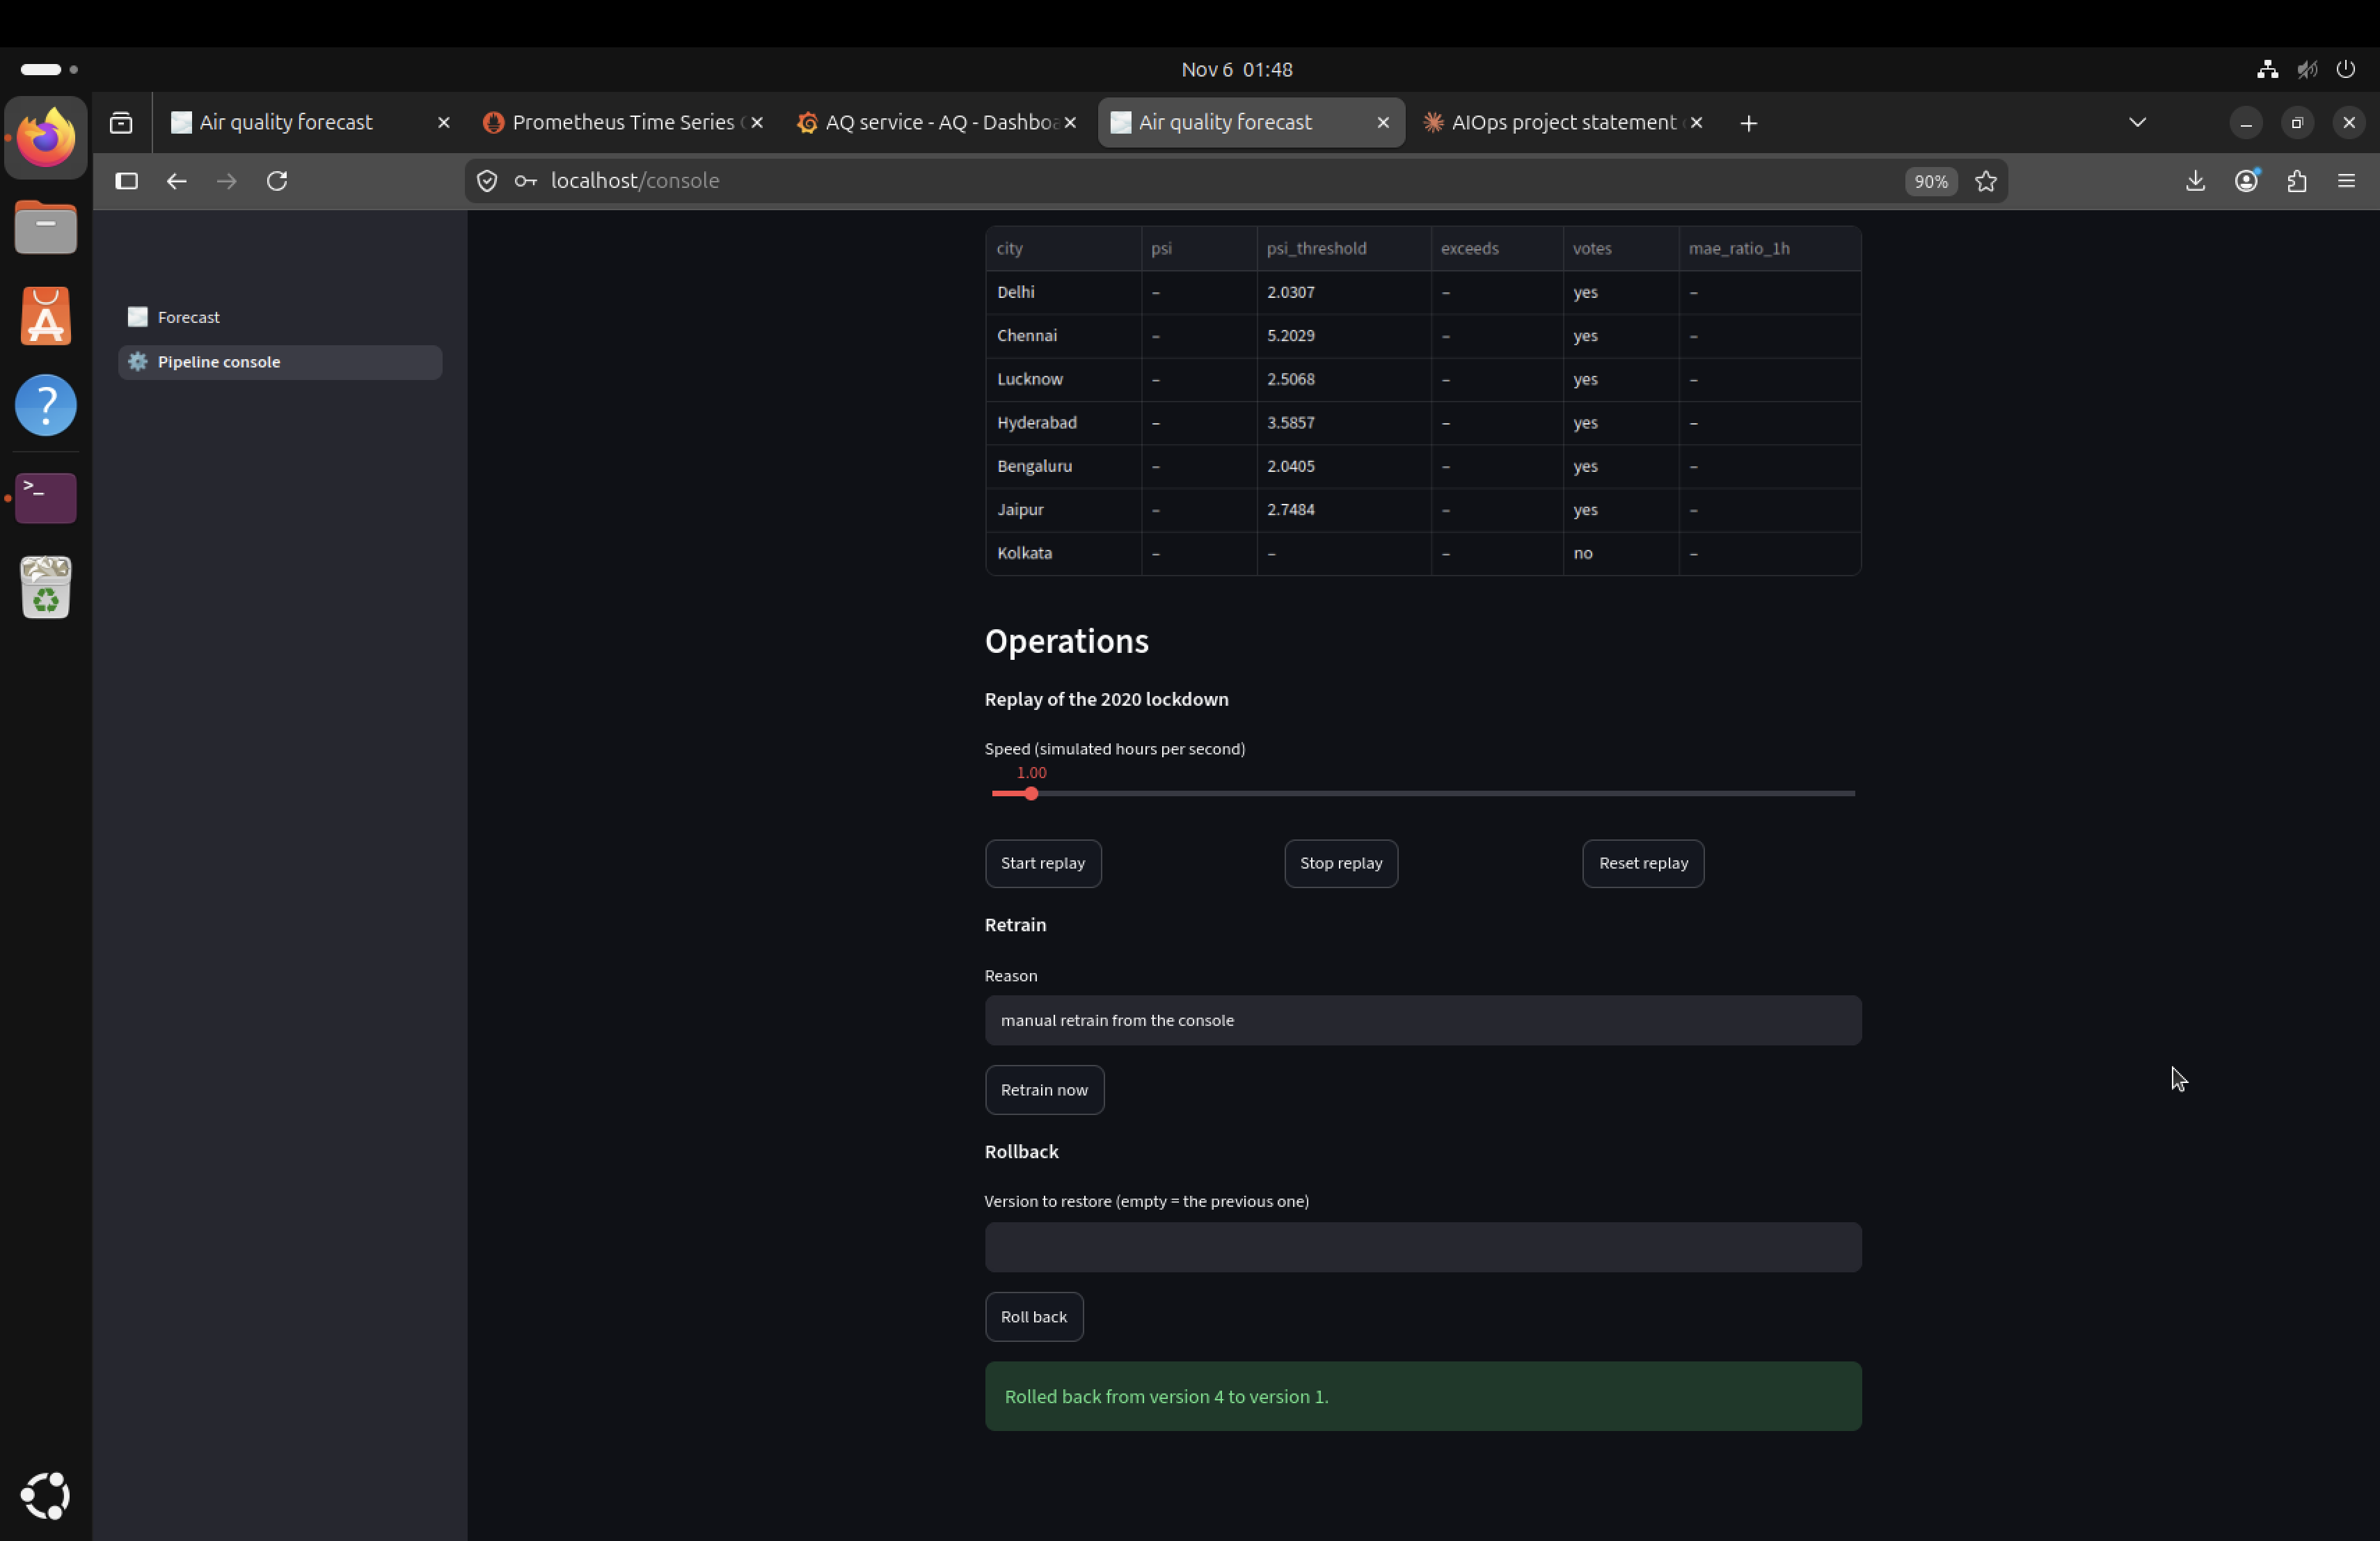 Nov 6 01:48
Air quality forecast
Prometheus Time Series
AQ service - AQ - Dashboa
Air quality forecast
AIOps project statement
localhost/console
90%
Forecast
Pipeline console
city psi psi_threshold exceeds votes mae_ratio_1h
Delhi – 2.0307 – yes –
Chennai – 5.2029 – yes –
Lucknow – 2.5068 – yes –
Hyderabad – 3.5857 – yes –
Bengaluru – 2.0405 – yes –
Jaipur – 2.7484 – yes –
Kolkata – – – no –
Operations
Replay of the 2020 lockdown
Speed (simulated hours per second)
1.00
Start replay Stop replay Reset replay
Retrain
Reason
manual retrain from the console
Retrain now
Rollback
Version to restore (empty = the previous one)
Roll back
Rolled back from version 4 to version 1.